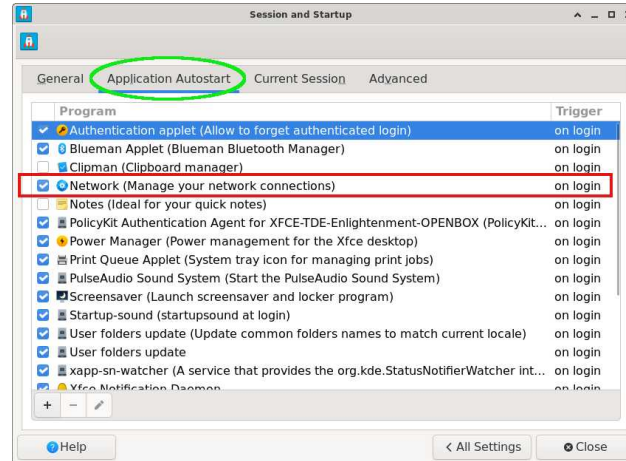 Session and Startup
General Application Autostart Current Session Advanced
Program Trigger
Authentication applet (Allow to forget authenticated login) on login
Blueman Applet (Blueman Bluetooth Manager) on login
Clipman (Clipboard manager) on login
Network (Manage your network connections) on login
Notes (Ideal for your quick notes) on login
PolicyKit Authentication Agent for XFCE-TDE-Enlightenment-OPENBOX (PolicyKit... on login
Power Manager (Power management for the Xfce desktop) on login
Print Queue Applet (System tray icon for managing print jobs) on login
PulseAudio Sound System (Start the PulseAudio Sound System) on login
Screensaver (Launch screensaver and locker program) on login
Startup-sound (startupsound at login) on login
User folders update (Update common folders names to match current locale) on login
User folders update on login
xapp-sn-watcher (A service that provides the org.kde.StatusNotifierWatcher int... on login
Xfce Notification Daemon on login
Help < All Settings Close